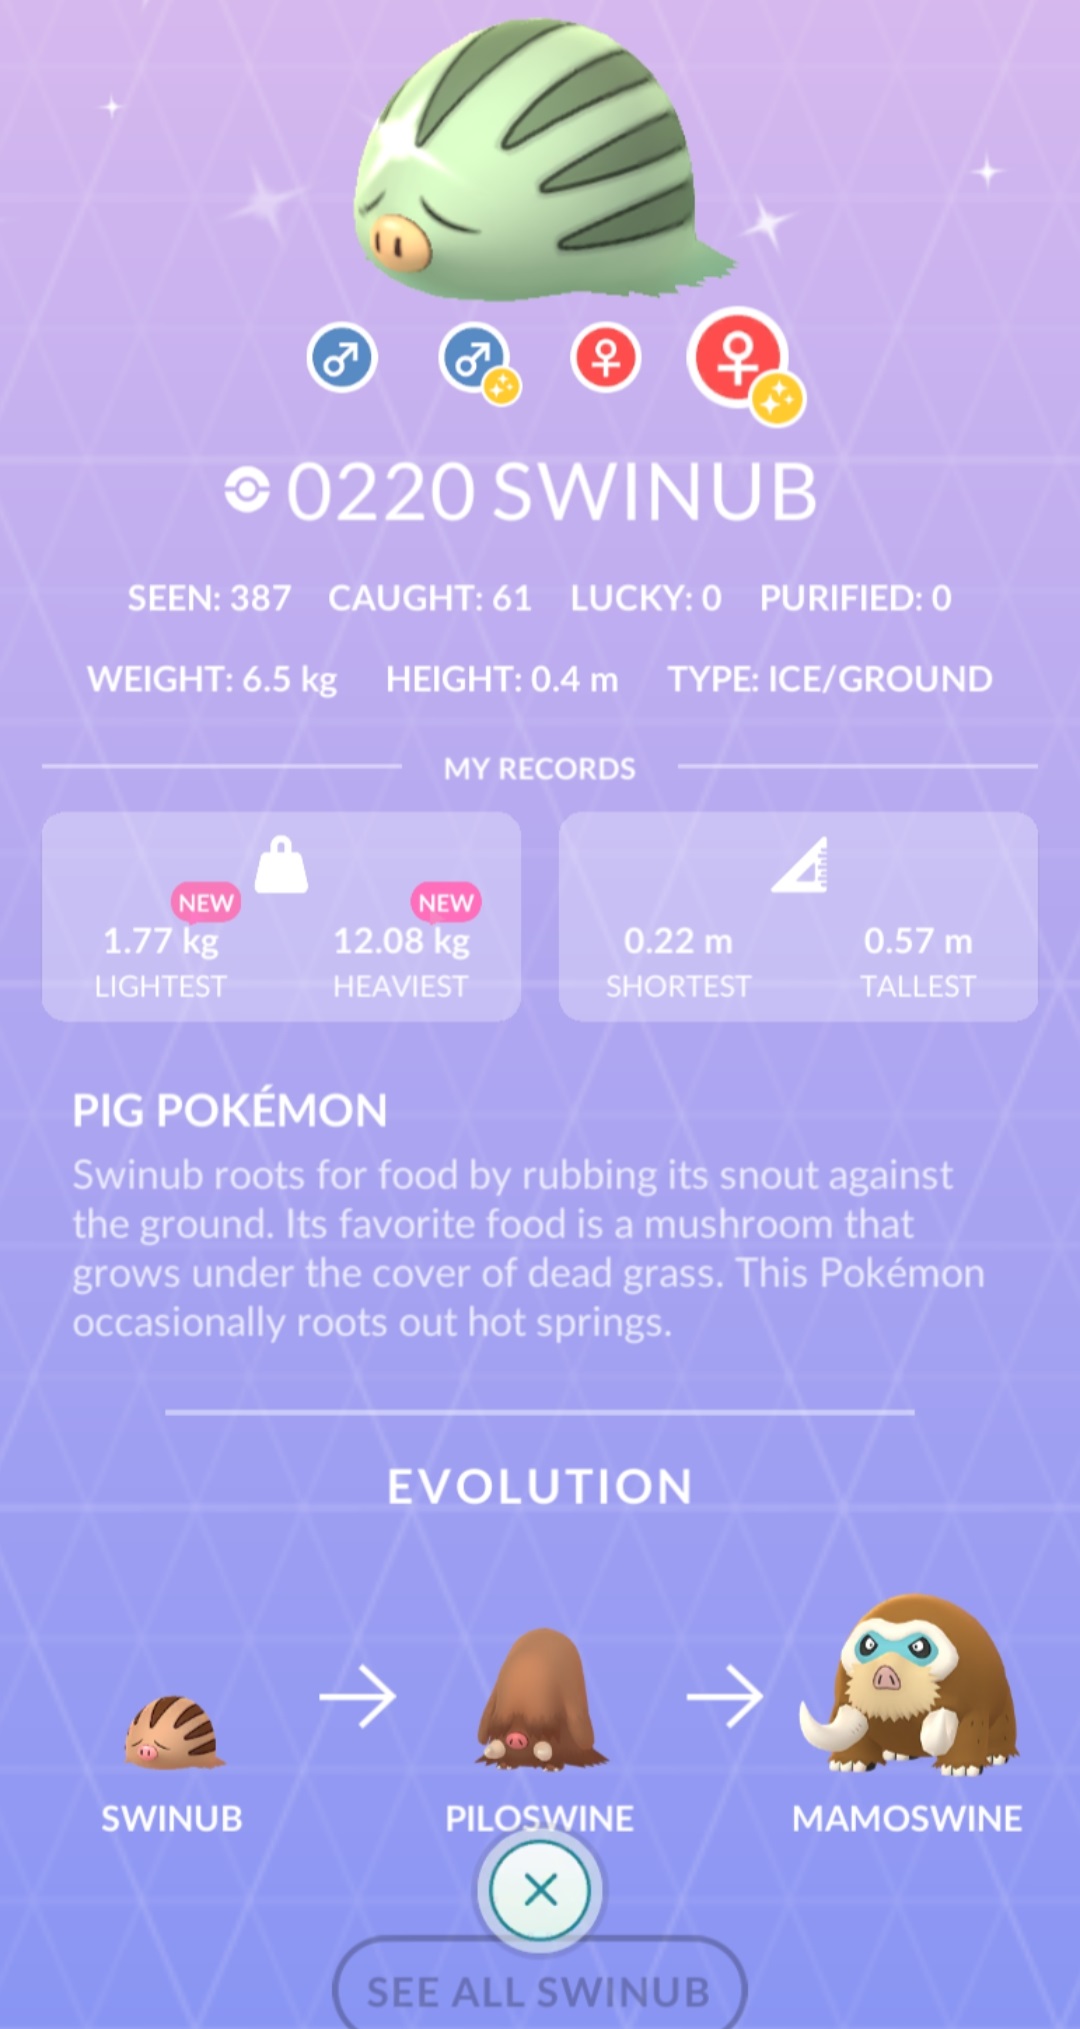 0220 SWINUB
SEEN: 387 CAUGHT: 61 LUCKY: 0 PURIFIED: 0
WEIGHT: 6.5 kg HEIGHT: 0.4 m TYPE: ICE/GROUND
MY RECORDS
NEW NEW
1.77 kg 12.08 kg 0.22 m 0.57 m
LIGHTEST HEAVIEST SHORTEST TALLEST
PIG POKÉMON
Swinub roots for food by rubbing its snout against
the ground. Its favorite food is a mushroom that
grows under the cover of dead grass. This Pokémon
occasionally roots out hot springs.
EVOLUTION
SWINUB PILOSWINE MAMOSWINE
SEE ALL SWINUB